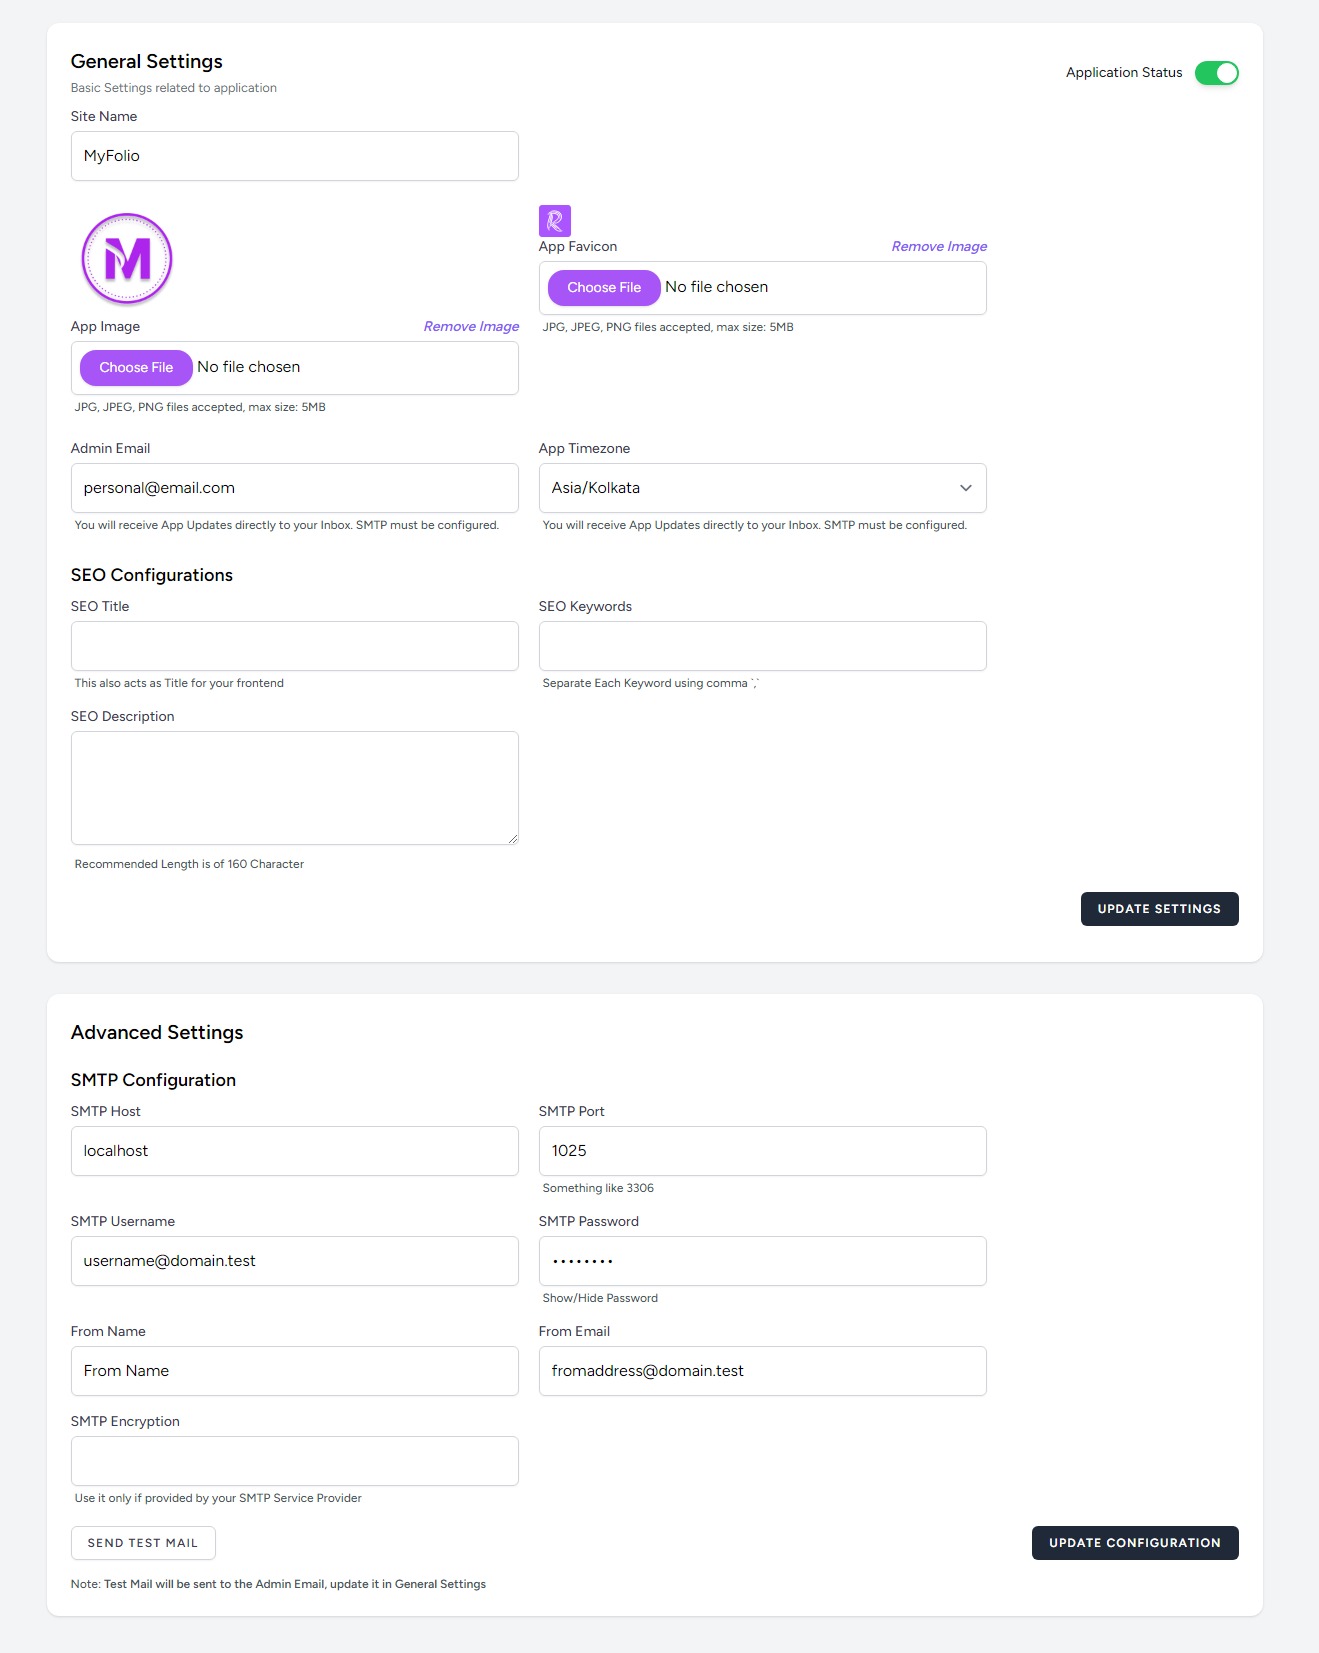 General Settings
Application Status
Basic Settings related to application
Site Name
MyFolio
M
R
App Favicon
Remove Image
Choose File No file chosen
JPG, JPEG, PNG files accepted, max size: 5MB
App Image
Remove Image
Choose File No file chosen
JPG, JPEG, PNG files accepted, max size: 5MB
Admin Email
App Timezone
personal@email.com
Asia/Kolkata
You will receive App Updates directly to your Inbox. SMTP must be configured.
You will receive App Updates directly to your Inbox. SMTP must be configured.
SEO Configurations
SEO Title
SEO Keywords
This also acts as Title for your frontend
Separate Each Keyword using comma `,`
SEO Description
Recommended Length is of 160 Character
UPDATE SETTINGS
Advanced Settings
SMTP Configuration
SMTP Host
SMTP Port
localhost
1025
Something like 3306
SMTP Username
SMTP Password
username@domain.test
••••••••
Show/Hide Password
From Name
From Email
From Name
fromaddress@domain.test
SMTP Encryption
Use it only if provided by your SMTP Service Provider
SEND TEST MAIL
UPDATE CONFIGURATION
Note: Test Mail will be sent to the Admin Email, update it in General Settings